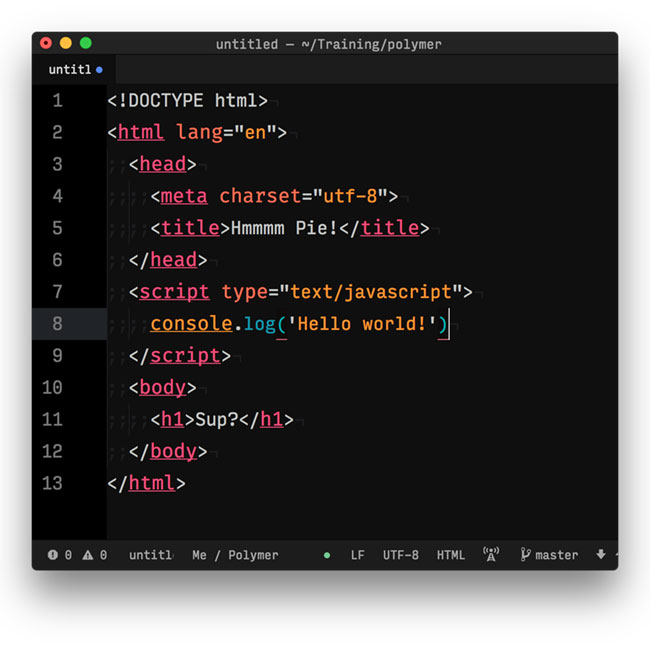 untitled — ~/Training/polymer
untitl
1 <!DOCTYPE html>
2 <html lang="en">
3 <head>
4 <meta charset="utf-8">
5 <title>Hmmmm Pie!</title>
6 </head>
7 <script type="text/javascript">
8 console.log('Hello world!')
9 </script>
10 <body>
11 <h1>Sup?</h1>
12 </body>
13 </html>
0 0 untitl Me / Polymer LF UTF-8 HTML master